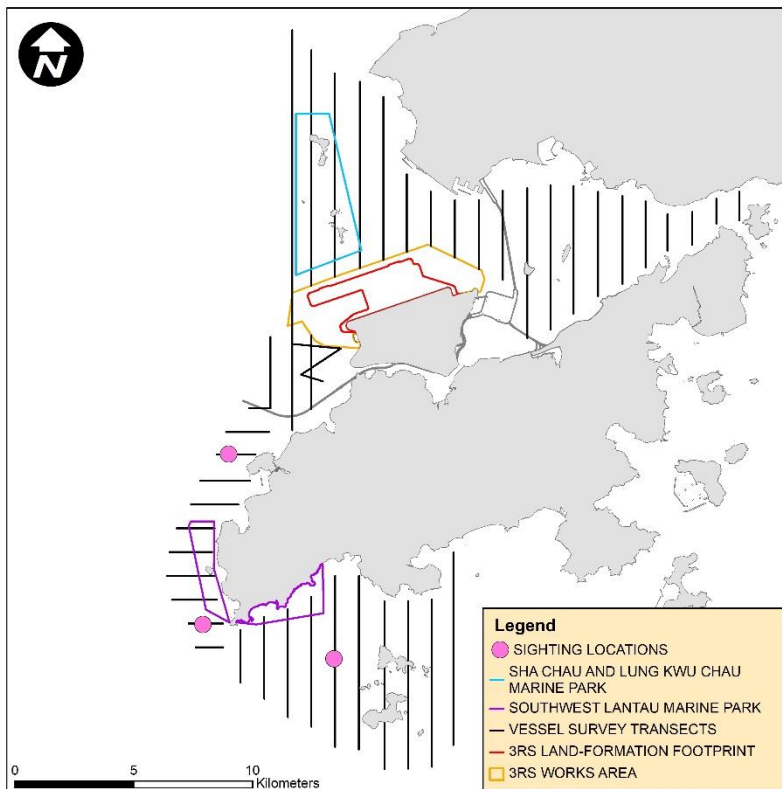 N
Legend
SIGHTING LOCATIONS
SHA CHAU AND LUNG KWU CHAU
MARINE PARK
SOUTHWEST LANTAU MARINE PARK
VESSEL SURVEY TRANSECTS
3RS LAND-FORMATION FOOTPRINT
3RS WORKS AREA
0 5 10
Kilometers